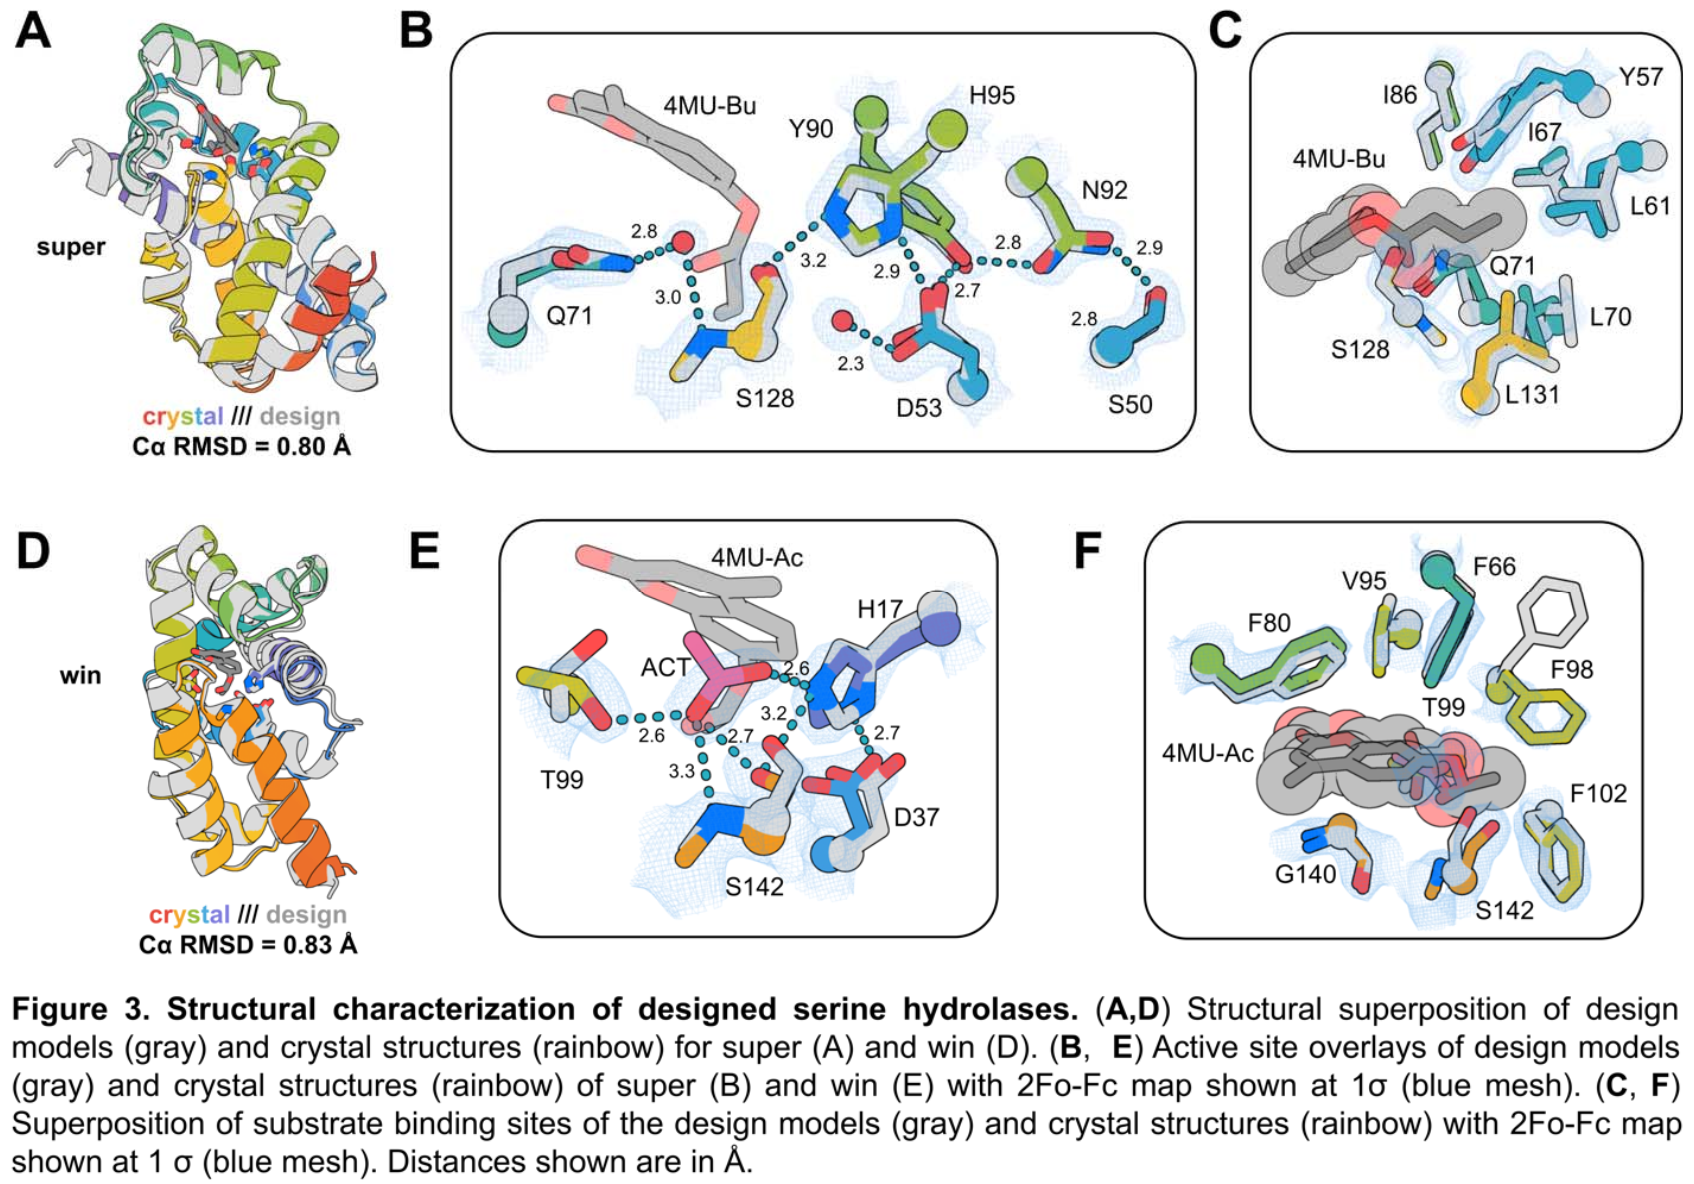 A
super
crystal /// design
Cα RMSD = 0.80 Å
B
4MU-Bu
Y90
H95
N92
2.8
3.2
2.8
2.9
2.9
3.0
2.7
Q71
2.8
2.3
S128
D53
S50
C
I86
Y57
I67
4MU-Bu
L61
Q71
L70
S128
L131
D
win
crystal /// design
Cα RMSD = 0.83 Å
E
4MU-Ac
H17
ACT
2.6
3.2
2.6
2.7
2.7
3.3
T99
D37
S142
F
F66
V95
F80
F98
T99
4MU-Ac
F102
G140
S142
Figure 3. Structural characterization of designed serine hydrolases. (A,D) Structural superposition of design
models (gray) and crystal structures (rainbow) for super (A) and win (D). (B, E) Active site overlays of design models
(gray) and crystal structures (rainbow) of super (B) and win (E) with 2Fo-Fc map shown at 1σ (blue mesh). (C, F)
Superposition of substrate binding sites of the design models (gray) and crystal structures (rainbow) with 2Fo-Fc map
shown at 1 σ (blue mesh). Distances shown are in Å.